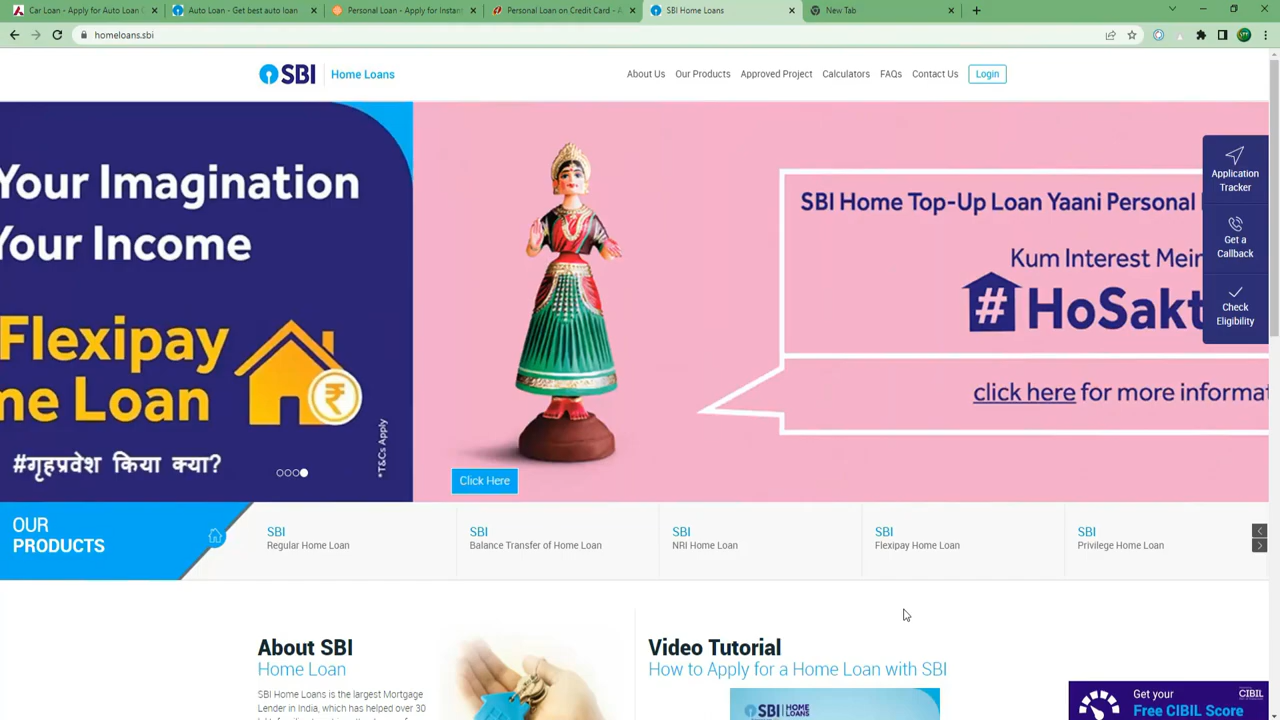 Car Loan - Apply for Auto Loan
Auto Loan - Get best auto loan
Personal Loan - Apply for Instan
Personal Loan on Credit Card - A
SBI Home Loans
New Tab
homeloans.sbi
SBI
Home Loans
About Us
Our Products
Approved Project
Calculators
FAQs
Contact Us
Login
Your Imagination
Your Income
Flexipay
me Loan
#गृहप्रवेश किया क्या?
*T&Cs Apply
SBI Home Top-Up Loan Yaani Personal
Kum Interest Mein
# HoSakt
click here for more informat
Click Here
Application
Tracker
Get a
Callback
Check
Eligibility
OUR
PRODUCTS
SBI
Regular Home Loan
SBI
Balance Transfer of Home Loan
SBI
NRI Home Loan
SBI
Flexipay Home Loan
SBI
Privilege Home Loan
About SBI
Home Loan
SBI Home Loans is the largest Mortgage
Lender in India, which has helped over 30
Video Tutorial
How to Apply for a Home Loan with SBI
SBI HOME LOANS
Get your
Free CIBIL Score
CIBIL